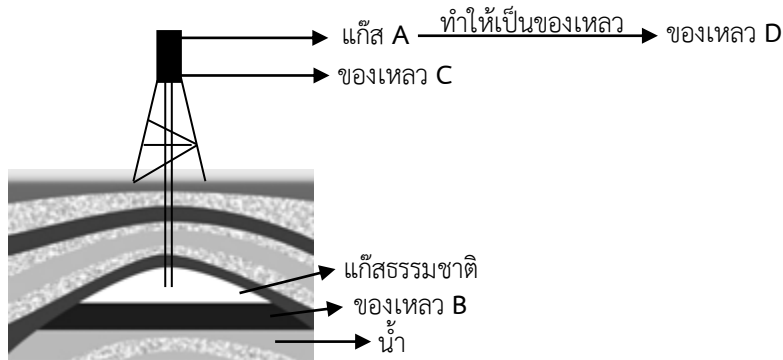 แก๊ส A
ทำให้เป็นของเหลว
ของเหลว D
ของเหลว C
แก๊สธรรมชาติ
ของเหลว B
น้ำ